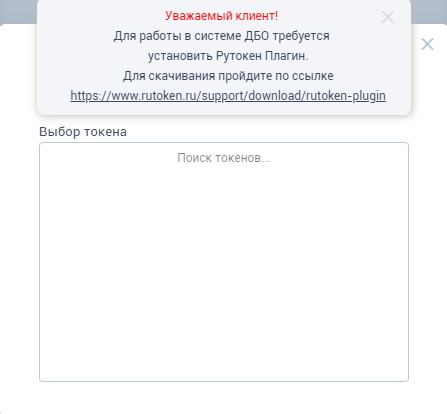 Уважаемый клиент!
Для работы в системе ДБО требуется
установить Рутокен Плагин.
Для скачивания пройдите по ссылке
https://www.rutoken.ru/support/download/rutoken-plugin
Выбор токена
Поиск токенов...